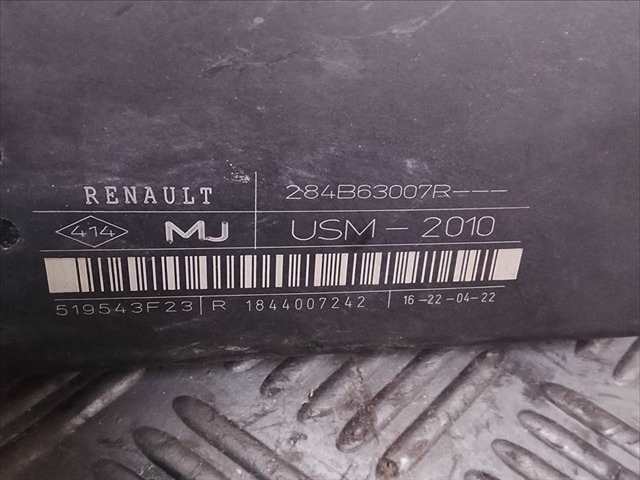 RENAULT 284B63007R---
414 MJ USM - 2010
519543F23 R 1844007242 16-22-04-22